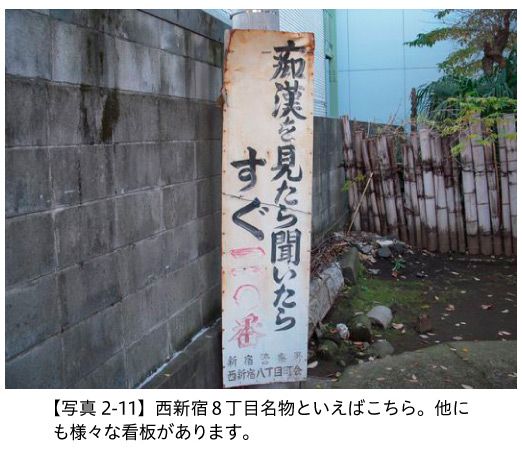 痴漢を見たら聞いたら
すぐ一一〇番
新宿警察署
西新宿八丁目町会
【写真 2-11】西新宿８丁目名物といえばこちら。他に
も様々な看板があります。